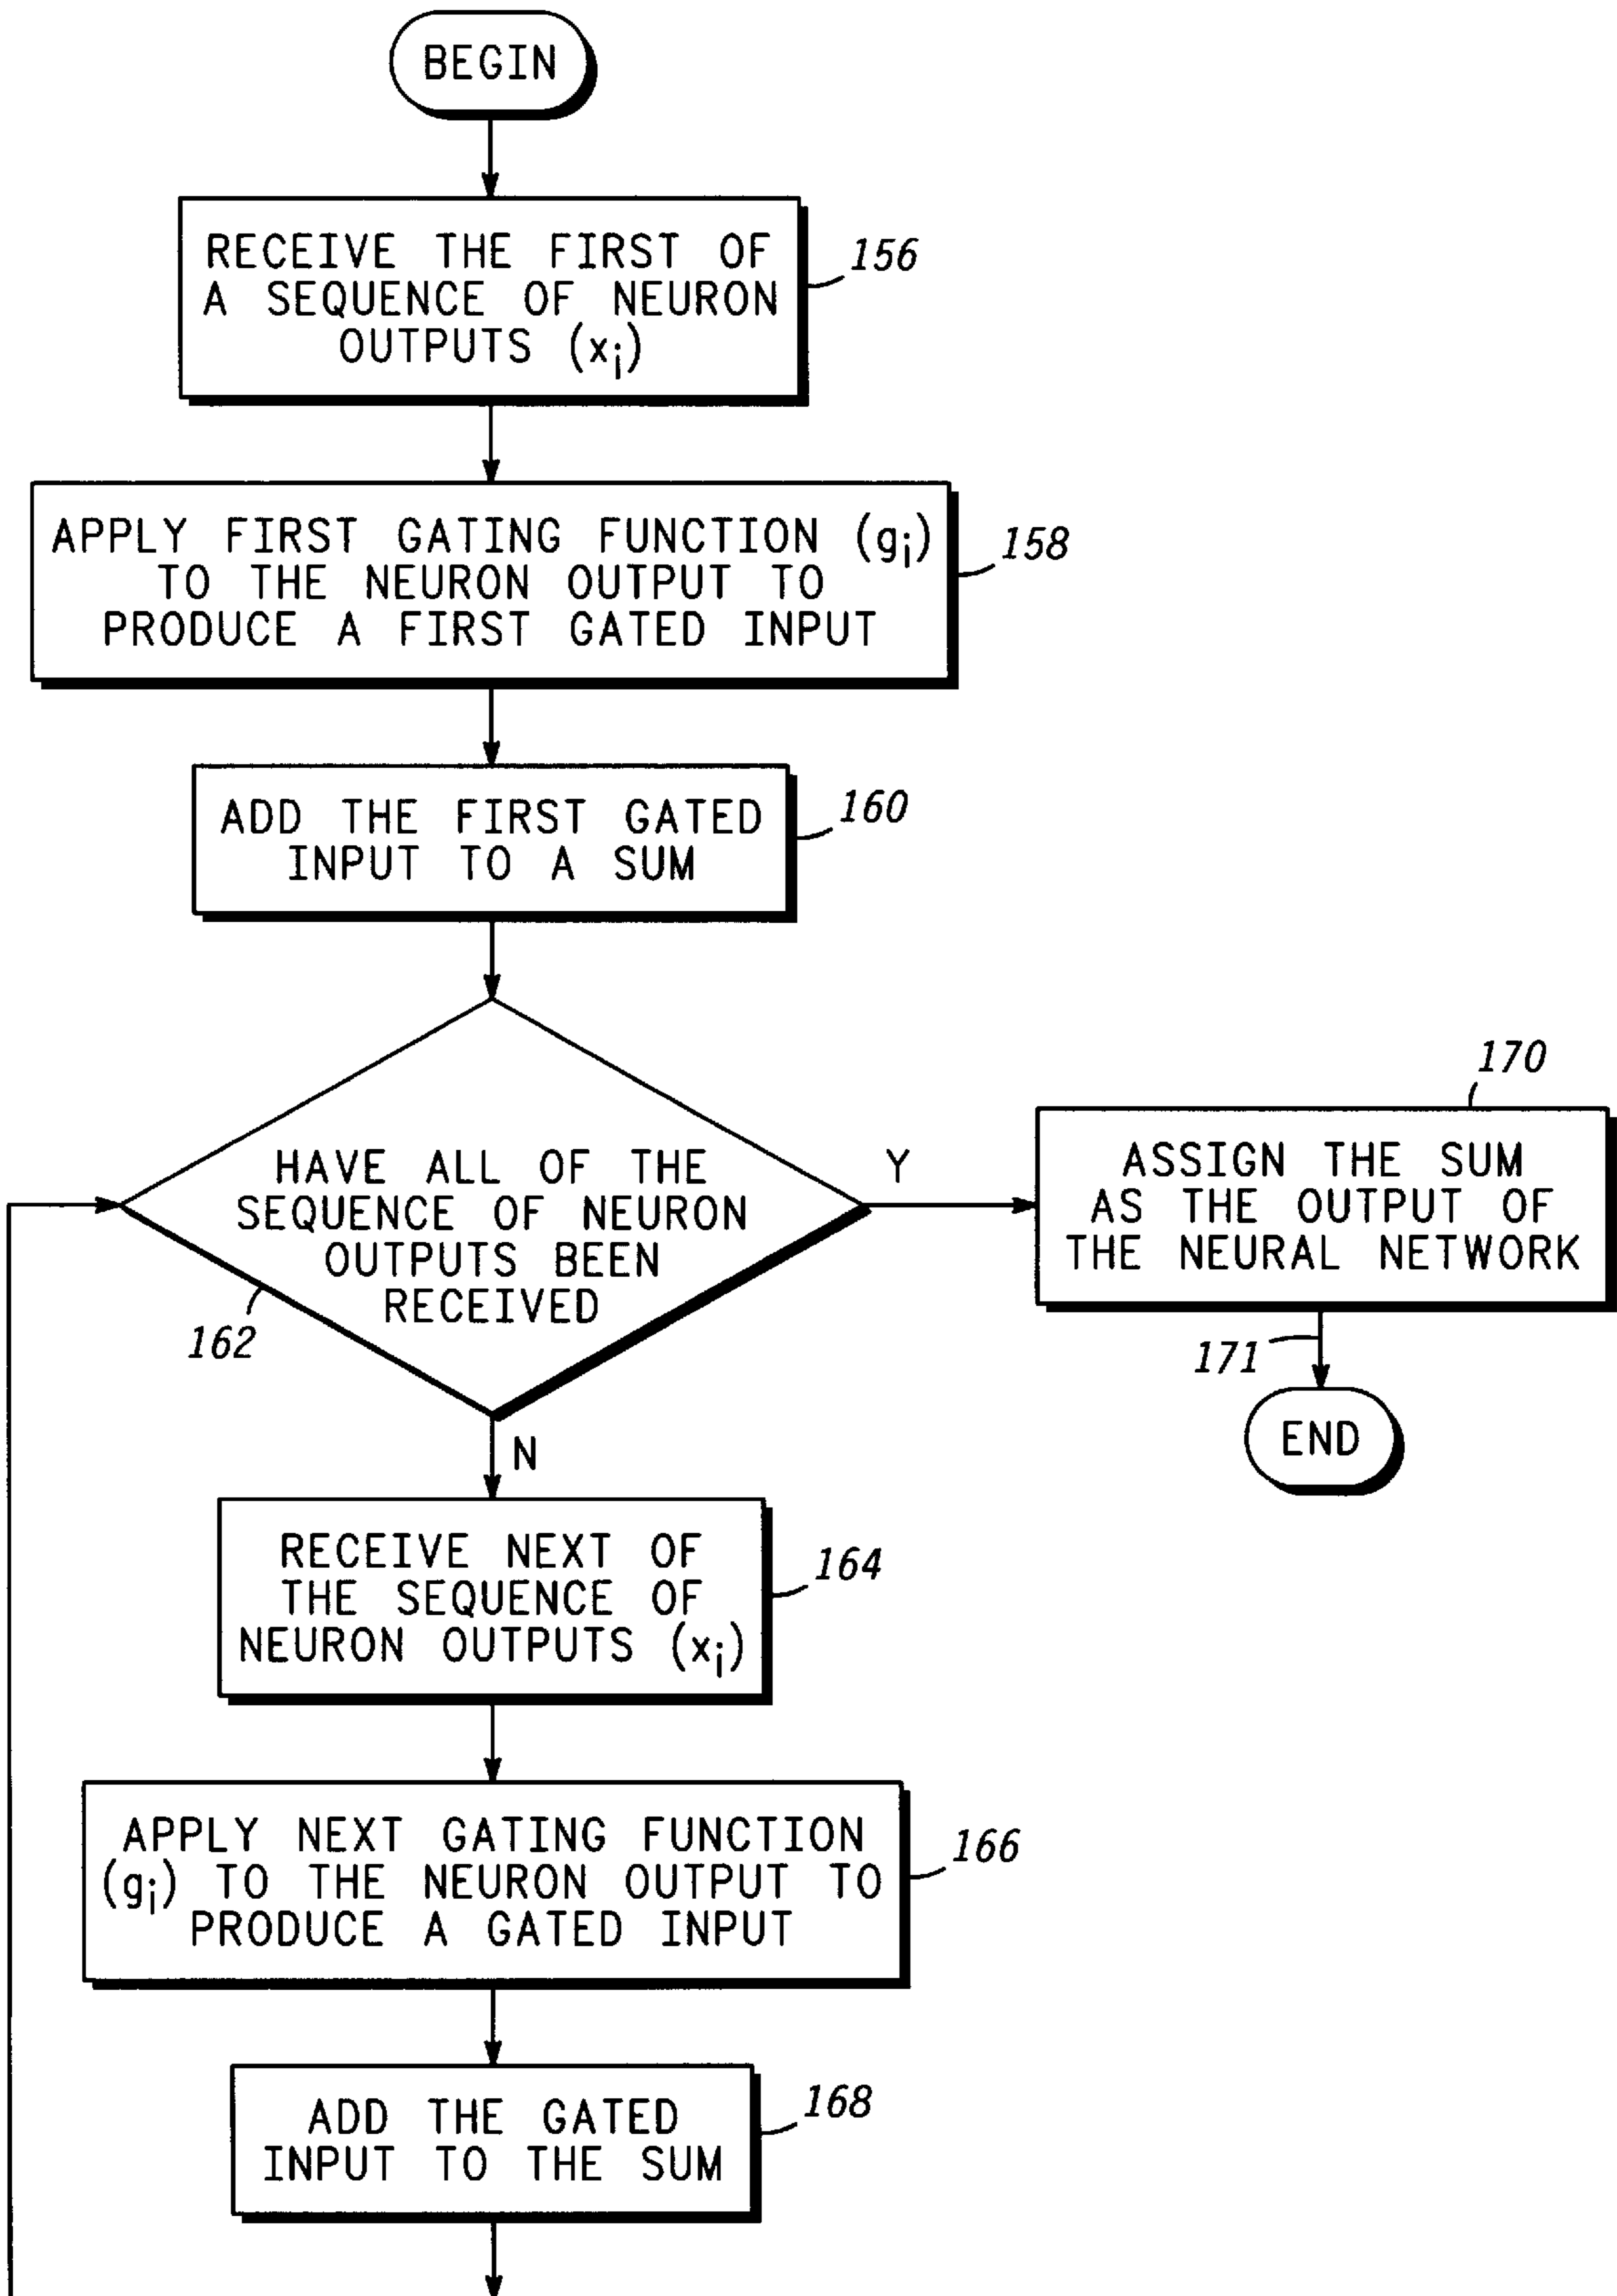 BEGIN
RECEIVE THE FIRST OF
A SEQUENCE OF NEURON
OUTPUTS (xi)
156
APPLY FIRST GATING FUNCTION (gi)
TO THE NEURON OUTPUT TO
PRODUCE A FIRST GATED INPUT
158
ADD THE FIRST GATED
INPUT TO A SUM
160
HAVE ALL OF THE
SEQUENCE OF NEURON
OUTPUTS BEEN
RECEIVED
162
Y
170
ASSIGN THE SUM
AS THE OUTPUT OF
THE NEURAL NETWORK
171
END
N
RECEIVE NEXT OF
THE SEQUENCE OF
NEURON OUTPUTS (xi)
164
APPLY NEXT GATING FUNCTION
(gi) TO THE NEURON OUTPUT TO
PRODUCE A GATED INPUT
166
ADD THE GATED
INPUT TO THE SUM
168